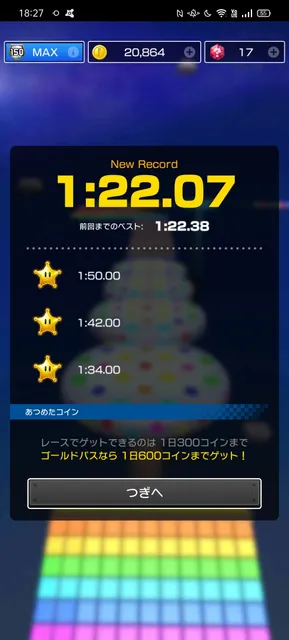 18:27
150 MAX
20,864
17
New Record
1:22.07
前回までのベスト: 1:22.38
1:50.00
1:42.00
1:34.00
あつめたコイン
レースでゲットできるのは 1日300コインまで
ゴールドパスなら 1日600コインまでゲット！
つぎへ